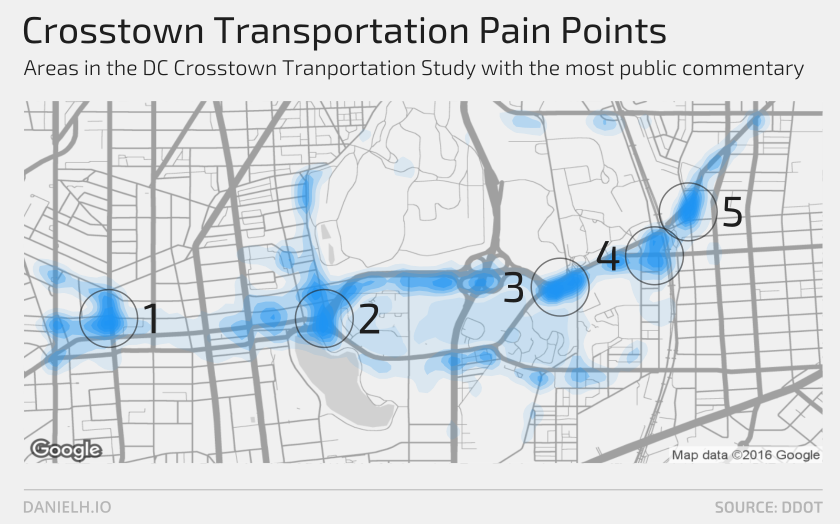 Crosstown Transportation Pain Points
Areas in the DC Crosstown Tranportation Study with the most public commentary
5
4
3
1
2
Google
Map data ©2016 Google
DANIELH.IO
SOURCE: DDOT